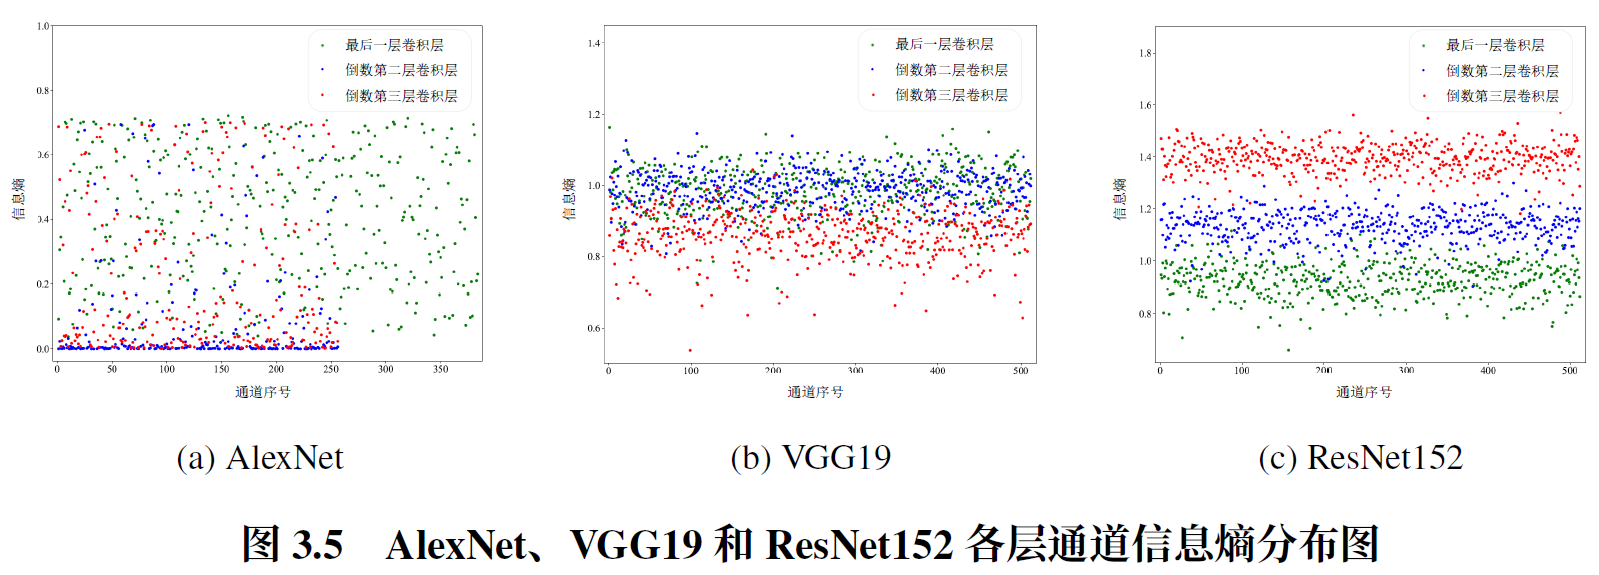 1.0
0.8
0.6
0.4
0.2
0.0
信息熵
最后一层卷积层
倒数第二层卷积层
倒数第三层卷积层
0 50 100 150 200 250 300 350
通道序号
(a) AlexNet
1.4
1.2
1.0
0.8
0.6
信息熵
最后一层卷积层
倒数第二层卷积层
倒数第三层卷积层
0 100 200 300 400 500
通道序号
(b) VGG19
1.8
1.6
1.4
1.2
1.0
0.8
信息熵
最后一层卷积层
倒数第二层卷积层
倒数第三层卷积层
0 100 200 300 400 500
通道序号
(c) ResNet152
图 3.5 AlexNet、VGG19 和 ResNet152 各层通道信息熵分布图